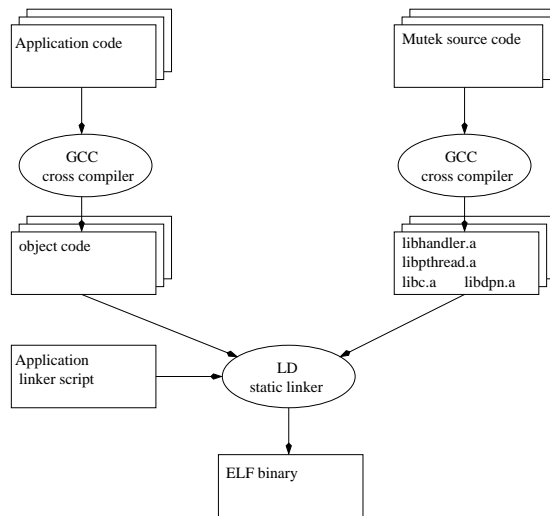 Application code
Mutek source code
GCC
cross compiler
GCC
cross compiler
object code
libhandler.a
libpthread.a
libc.a libdpn.a
Application
linker script
LD
static linker
ELF binary